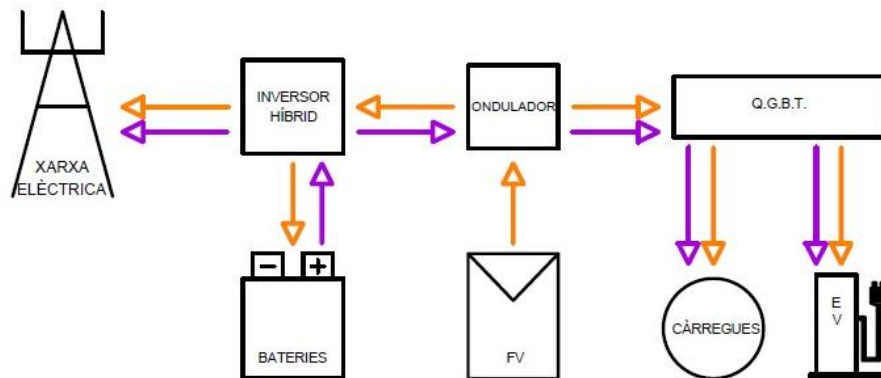 XARXA
ELÈCTRICA
INVERSOR
HÍBRID
ONDULADOR
Q.G.B.T.
- +
BATERIES
FV
CÀRREGUES
E
V